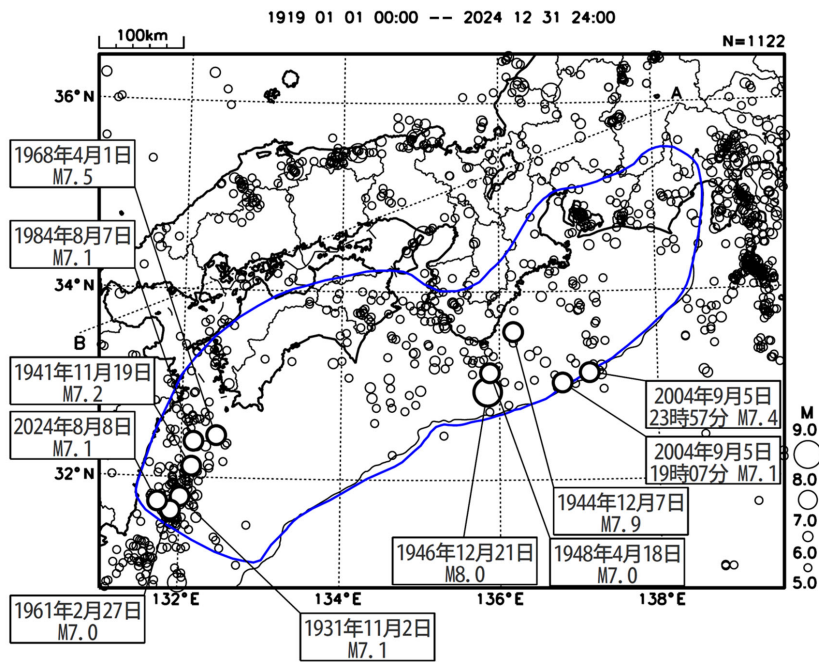 1919 01 01 00:00 -- 2024 12 31 24:00
100km
N=1122
36°N
A
1968年4月1日
M7.5
1984年8月7日
M7.1
34°N
B
1941年11月19日
M7.2
2024年8月8日
M7.1
32°N
2004年9月5日
23時57分 M7.4
2004年9月5日
19時07分 M7.1
M
9.0
8.0
7.0
6.0
5.0
1944年12月7日
M7.9
1946年12月21日
M8.0
1948年4月18日
M7.0
132°E
134°E
136°E
138°E
1961年2月27日
M7.0
1931年11月2日
M7.1